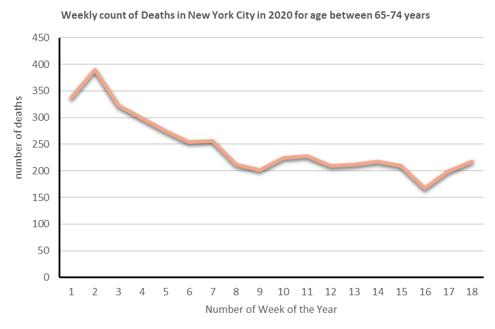 Weekly count of Deaths in New York City in 2020 for age between 65-74 years
450
400
350
300
250
200
150
100
50
0
number of deaths
1 2 3 4 5 6 7 8 9 10 11 12 13 14 15 16 17 18
Number of Week of the Year